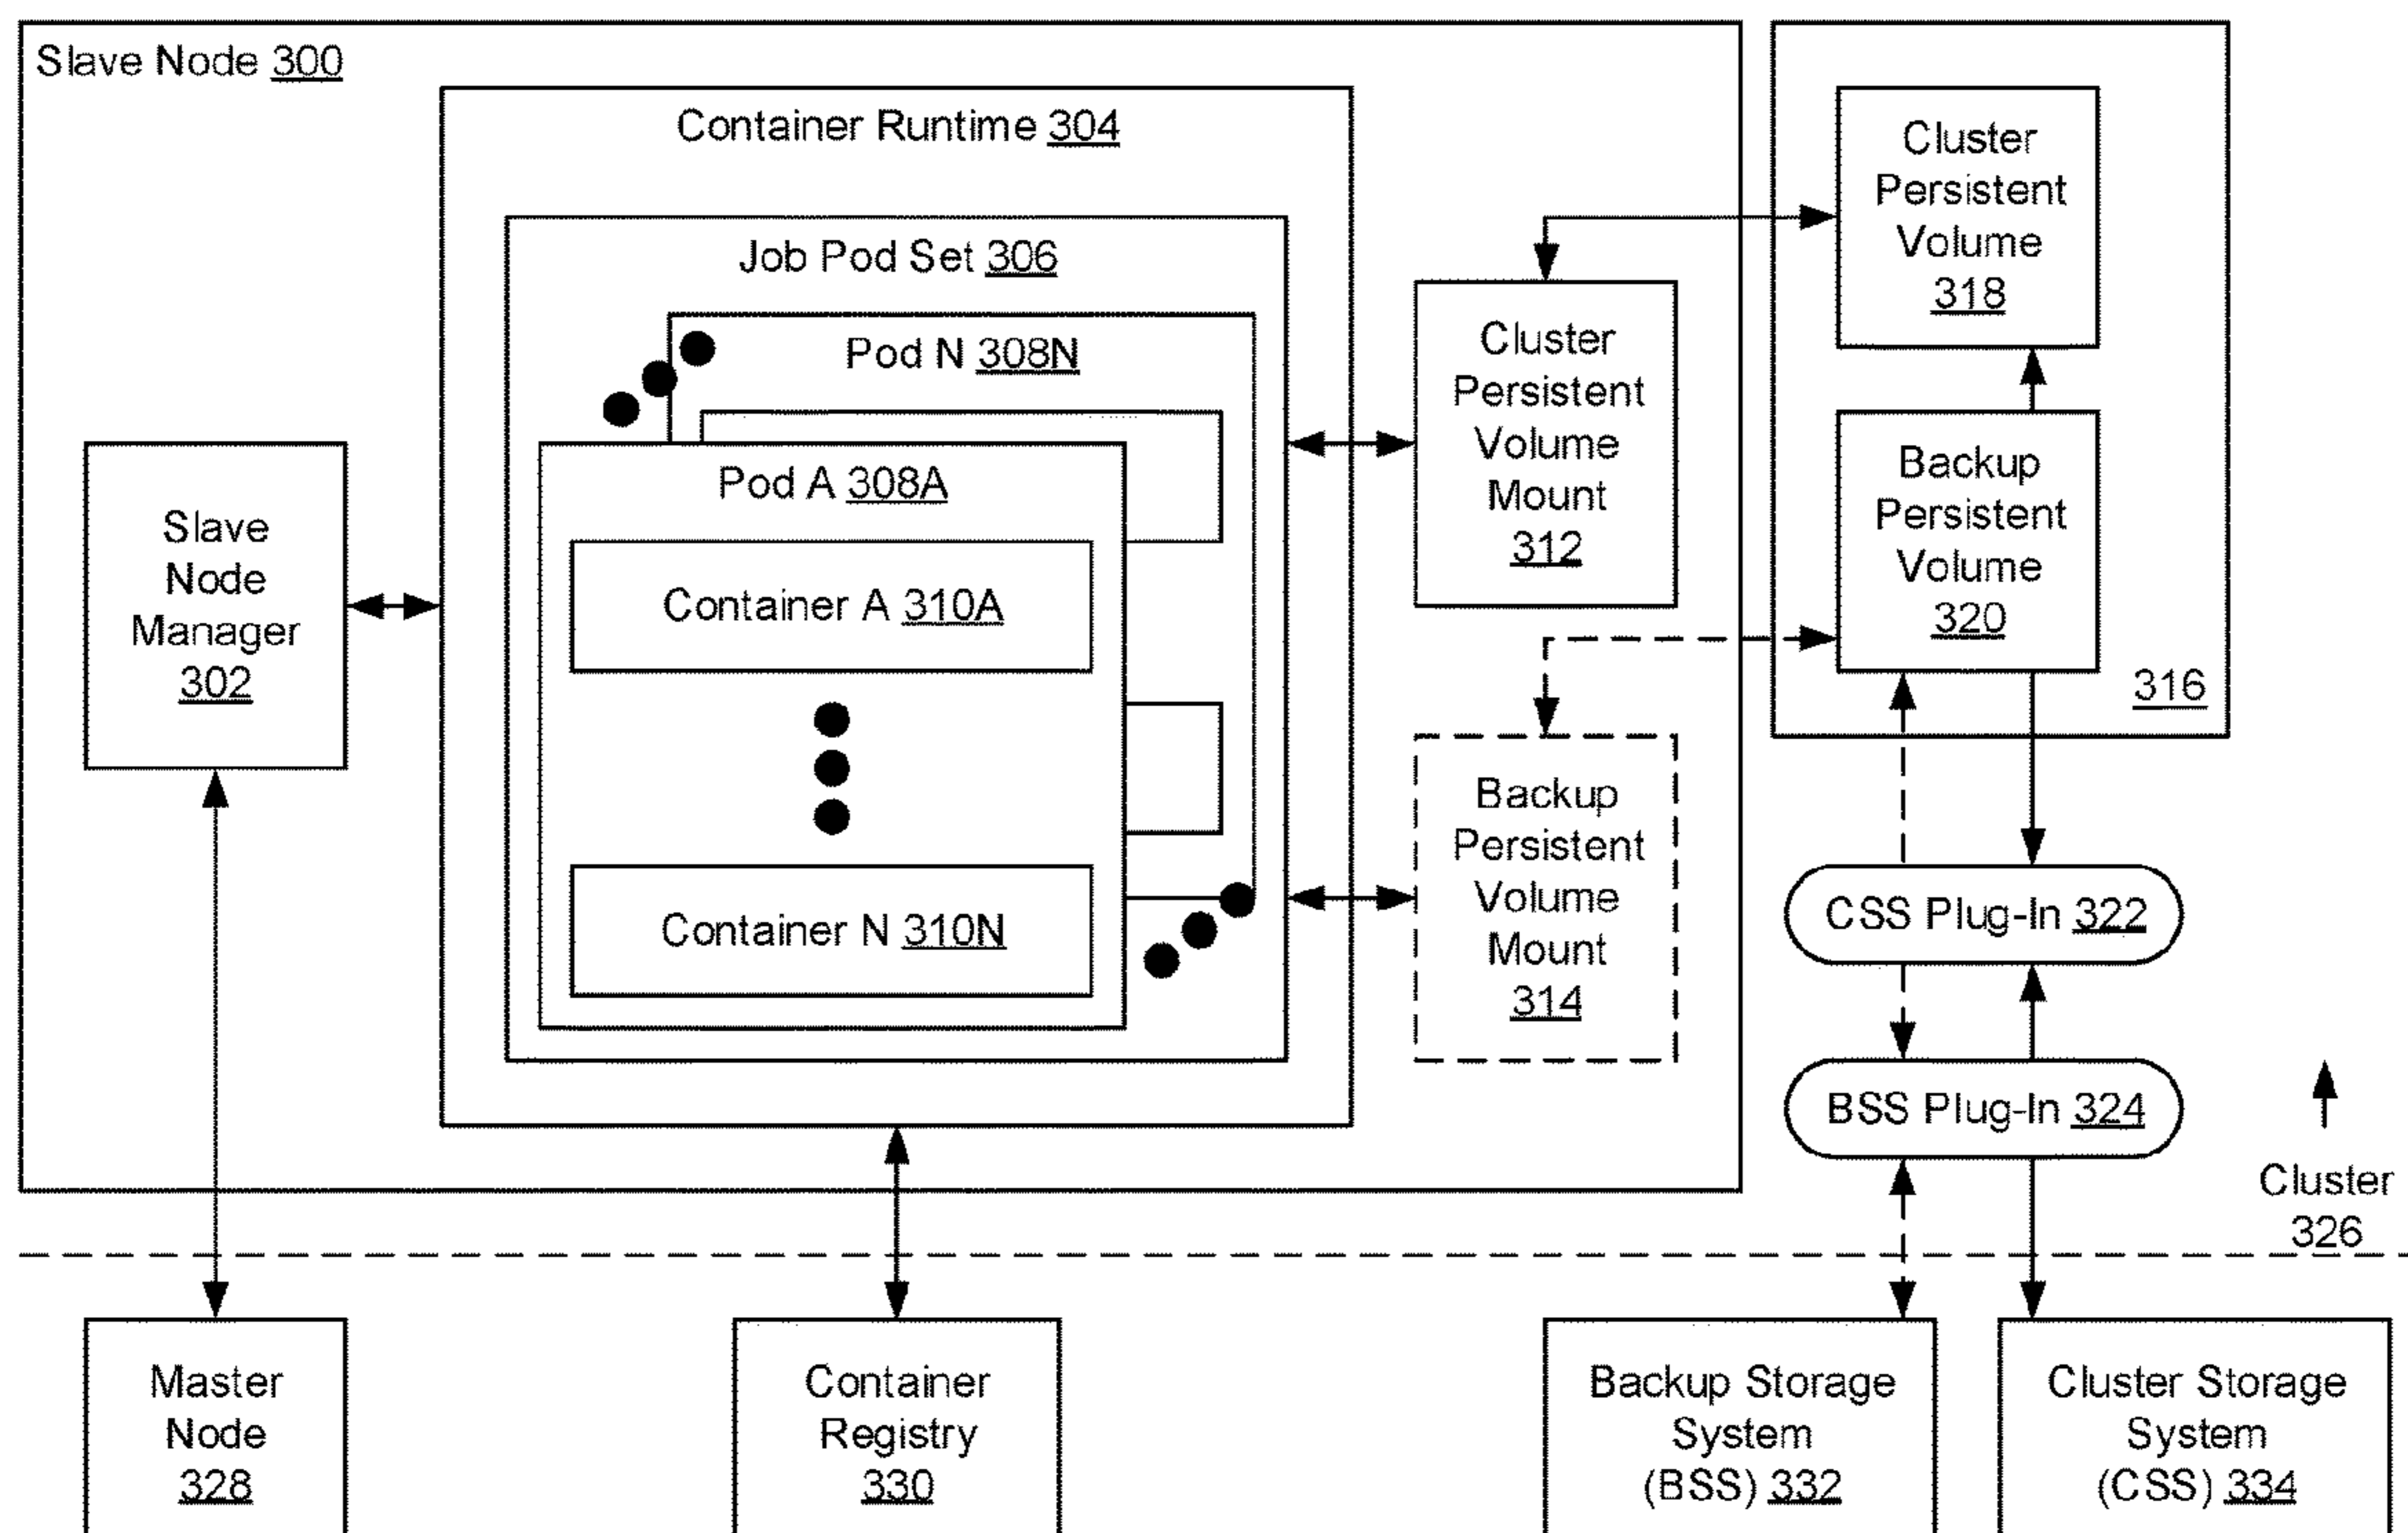 Slave Node 300
Container Runtime 304
Job Pod Set 306
Pod N 308N
Pod A 308A
Container A 310A
Container N 310N
Slave
Node
Manager
302
Cluster
Persistent
Volume
Mount
312
Backup
Persistent
Volume
Mount
314
Cluster
Persistent
Volume
318
Backup
Persistent
Volume
320
316
CSS Plug-In 322
BSS Plug-In 324
Cluster
326
Master
Node
328
Container
Registry
330
Backup Storage
System
(BSS) 332
Cluster Storage
System
(CSS) 334